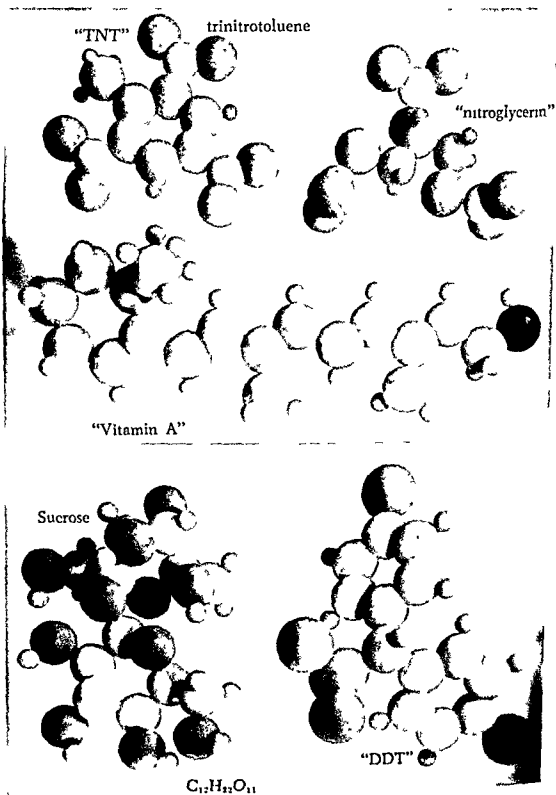 "TNT"
trinitrotoluene
"nitroglycerin"
"Vitamin A"
Sucrose
"DDT"
C₁₂H₂₂O₁₁